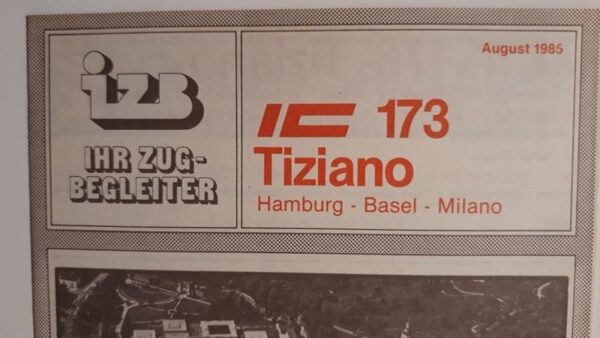 izb
IHR ZUG-
BEGLEITER
August 1985
IC 173
Tiziano
Hamburg - Basel - Milano